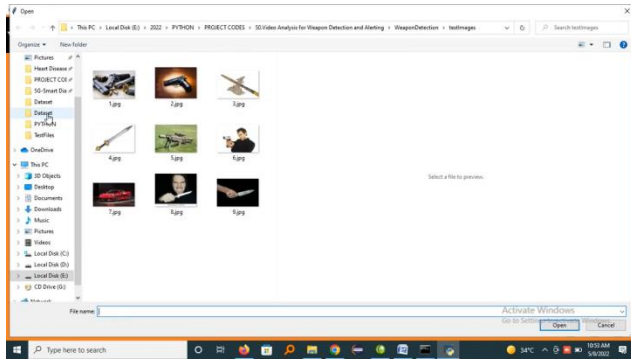 Open
This PC > Local Disk (E:) > 2022 > PYTHON > PROJECT CODES > 50.Video Analysis for Weapon Detection and Alerting > WeaponDetection > testImages
Search testImages
Organize
New folder
Pictures
Heart Disease
PROJECT COI
5G-Smart Dia
Dataset
Dataset
PYTHON
TestFiles
OneDrive
This PC
3D Objects
Desktop
Documents
Downloads
Music
Pictures
Videos
Local Disk (C:)
Local Disk (D:)
Local Disk (E:)
CD Drive (G:)
1.jpg
2.jpg
3.jpg
4.jpg
5.jpg
6.jpg
7.jpg
8.jpg
9.jpg
Select a file to preview.
File name:
Activate Windows
Open
Cancel
Type here to search
34°C
10:53 AM
5/8/2022